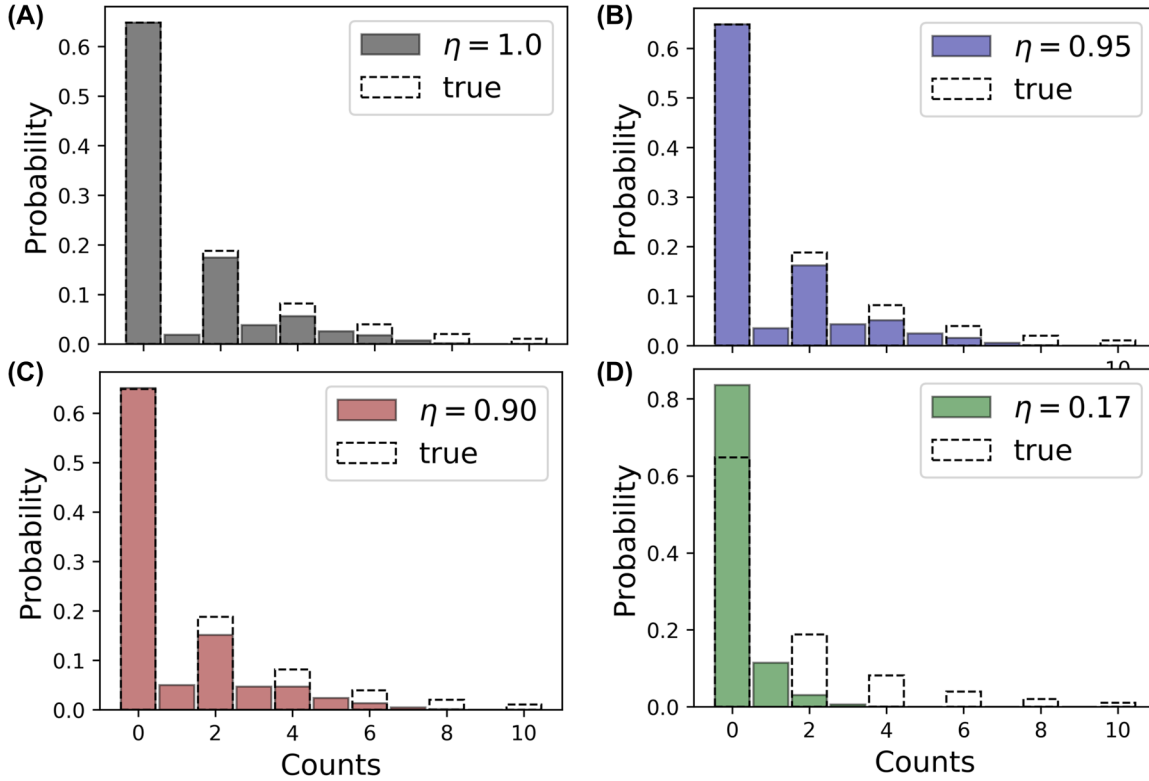 (A)
η = 1.0
true
0.6
0.5
0.4
0.3
0.2
0.1
0.0
Probability
(B)
η = 0.95
true
0.6
0.5
0.4
0.3
0.2
0.1
0.0
Probability
10
(C)
η = 0.90
true
0.6
0.5
0.4
0.3
0.2
0.1
0.0
Probability
0 2 4 6 8 10
Counts
(D)
η = 0.17
true
0.8
0.6
0.4
0.2
0.0
Probability
0 2 4 6 8 10
Counts